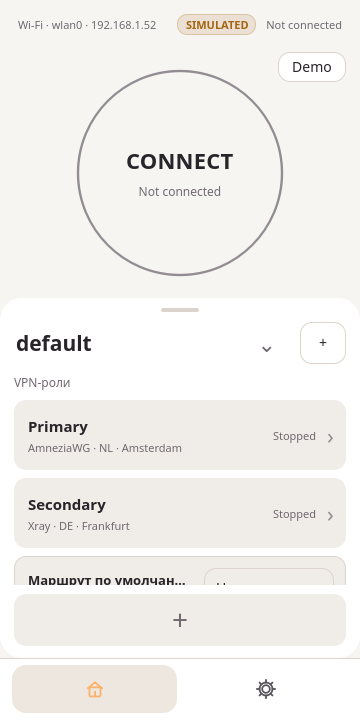 Wi-Fi · wlan0 · 192.168.1.52 SIMULATED Not connected
Demo
CONNECT
Not connected
default
+
VPN-роли
Primary
AmneziaWG · NL · Amsterdam
Stopped
Secondary
Xray · DE · Frankfurt
Stopped
Маршрут по умолчан...
+